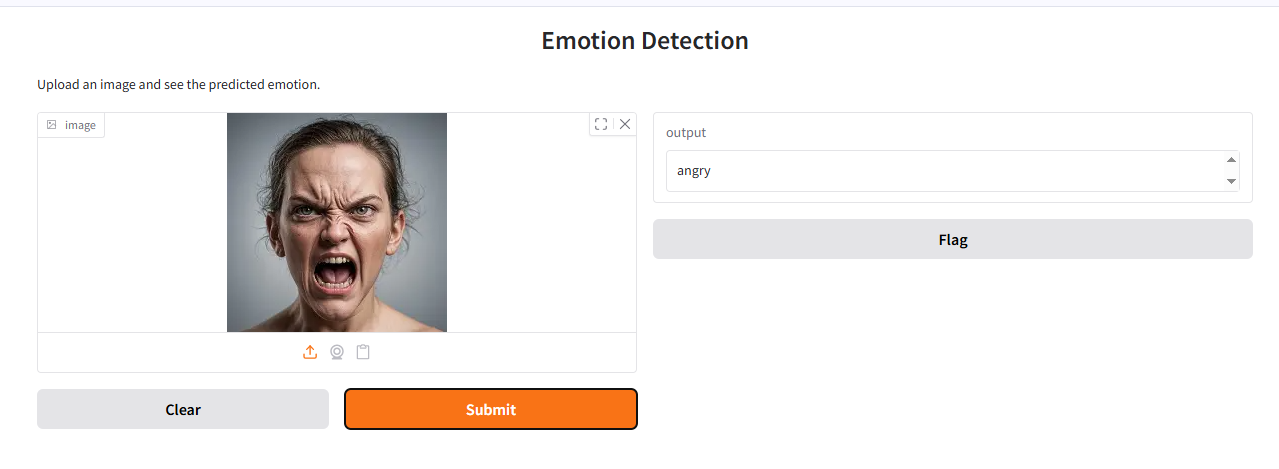 Emotion Detection
Upload an image and see the predicted emotion.
image
output
angry
Flag
Clear
Submit